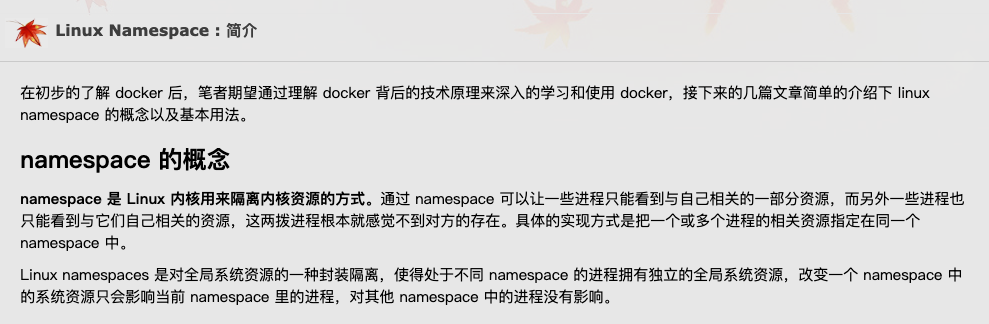 Linux Namespace : 简介
在初步的了解 docker 后，笔者期望通过理解 docker 背后的技术原理来深入的学习和使用 docker，接下来的几篇文章简单的介绍下 linux
namespace 的概念以及基本用法。
namespace 的概念
namespace 是 Linux 内核用来隔离内核资源的方式。通过 namespace 可以让一些进程只能看到与自己相关的一部分资源，而另外一些进程也
只能看到与它们自己相关的资源，这两拨进程根本就感觉不到对方的存在。具体的实现方式是把一个或多个进程的相关资源指定在同一个
namespace 中。
Linux namespaces 是对全局系统资源的一种封装隔离，使得处于不同 namespace 的进程拥有独立的全局系统资源，改变一个 namespace 中
的系统资源只会影响当前 namespace 里的进程，对其他 namespace 中的进程没有影响。